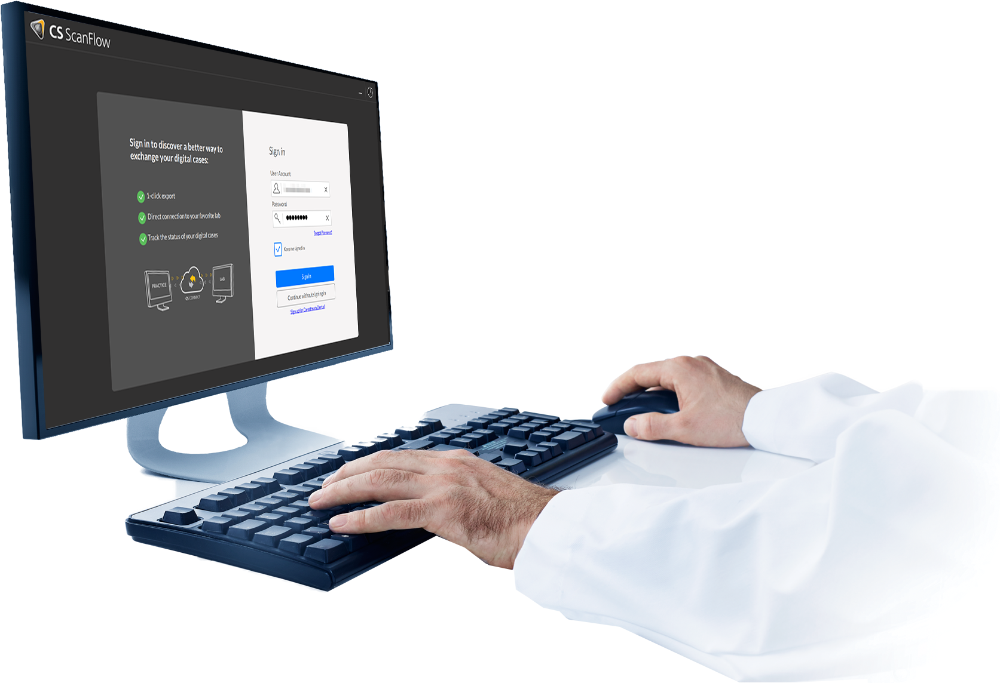 CS ScanFlow
Sign in to discover a better way to
exchange your digital cases:
1-click export
Direct connection to your favorite lab
Track the status of your digital cases
PRACTICE
LAB
CS CONNECT
Sign in
User Account
X
Password
X
Forgot Password
Keep me signed in
Sign in
Continue without signing in
Sign up for Carestream Dental